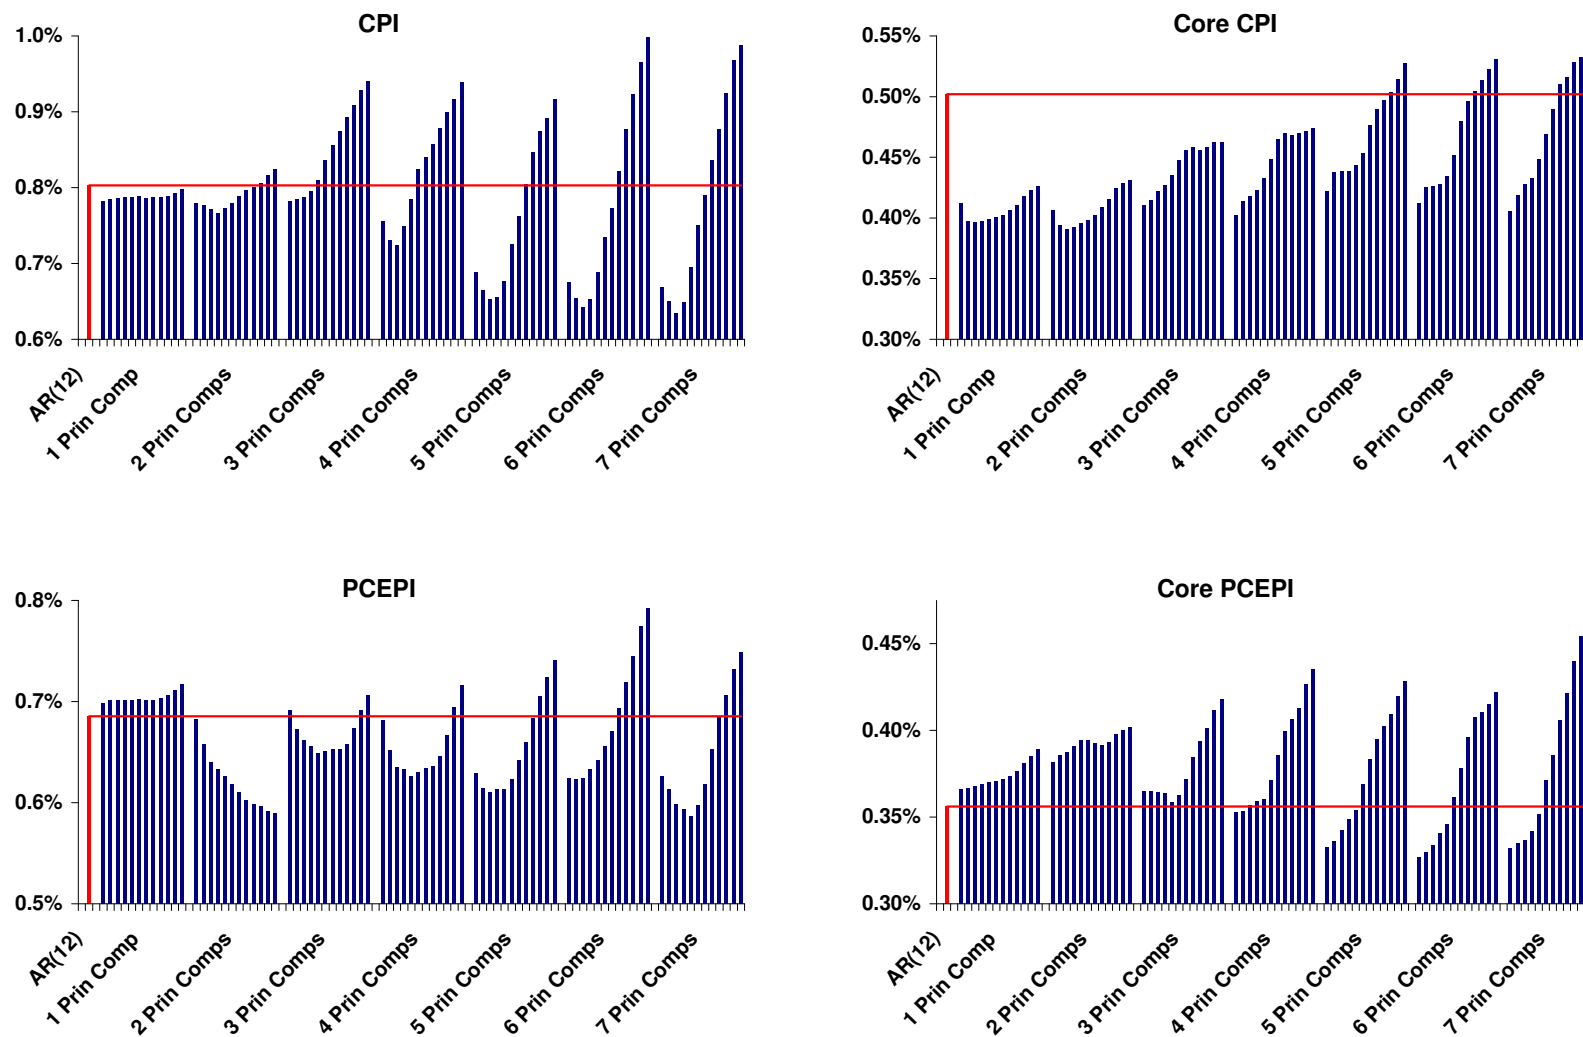 CPI
1.0%
0.9%
0.8%
0.7%
0.6%
AR(12)
1 Prin Comp
2 Prin Comps
3 Prin Comps
4 Prin Comps
5 Prin Comps
6 Prin Comps
7 Prin Comps
Core CPI
0.55%
0.50%
0.45%
0.40%
0.35%
0.30%
AR(12)
1 Prin Comp
2 Prin Comps
3 Prin Comps
4 Prin Comps
5 Prin Comps
6 Prin Comps
7 Prin Comps
PCEPI
0.8%
0.7%
0.6%
0.5%
AR(12)
1 Prin Comp
2 Prin Comps
3 Prin Comps
4 Prin Comps
5 Prin Comps
6 Prin Comps
7 Prin Comps
Core PCEPI
0.45%
0.40%
0.35%
0.30%
AR(12)
1 Prin Comp
2 Prin Comps
3 Prin Comps
4 Prin Comps
5 Prin Comps
6 Prin Comps
7 Prin Comps